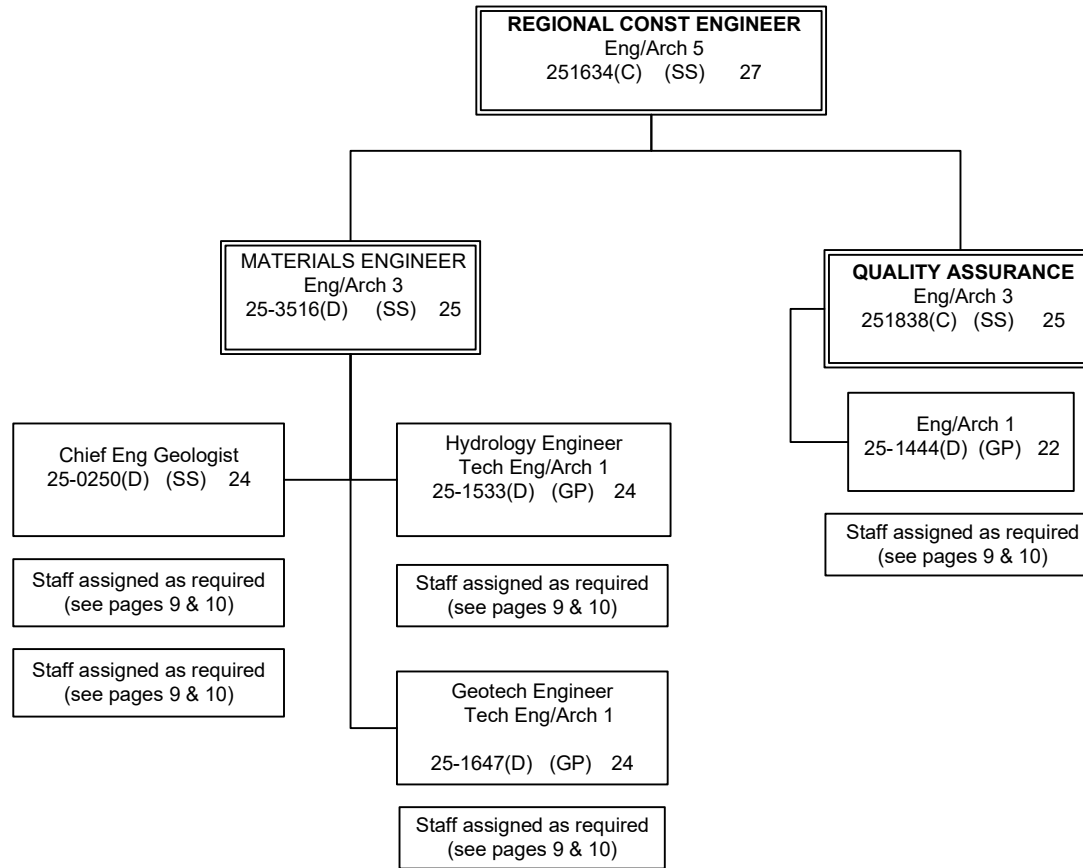 REGIONAL CONST ENGINEER
Eng/Arch 5
251634(C) (SS) 27
MATERIALS ENGINEER
Eng/Arch 3
25-3516(D) (SS) 25
QUALITY ASSURANCE
Eng/Arch 3
251838(C) (SS) 25
Eng/Arch 1
25-1444(D) (GP) 22
Staff assigned as required
(see pages 9 & 10)
Chief Eng Geologist
25-0250(D) (SS) 24
Staff assigned as required
(see pages 9 & 10)
Staff assigned as required
(see pages 9 & 10)
Hydrology Engineer
Tech Eng/Arch 1
25-1533(D) (GP) 24
Staff assigned as required
(see pages 9 & 10)
Geotech Engineer
Tech Eng/Arch 1
25-1647(D) (GP) 24
Staff assigned as required
(see pages 9 & 10)